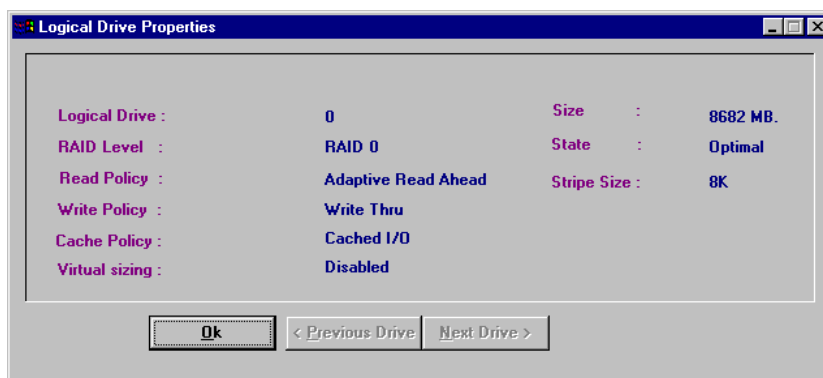 Logical Drive Properties
Logical Drive : 0 Size : 8682 MB.
RAID Level : RAID 0 State : Optimal
Read Policy : Adaptive Read Ahead Stripe Size : 8K
Write Policy : Write Thru
Cache Policy : Cached I/O
Virtual sizing : Disabled
Ok < Previous Drive Next Drive >